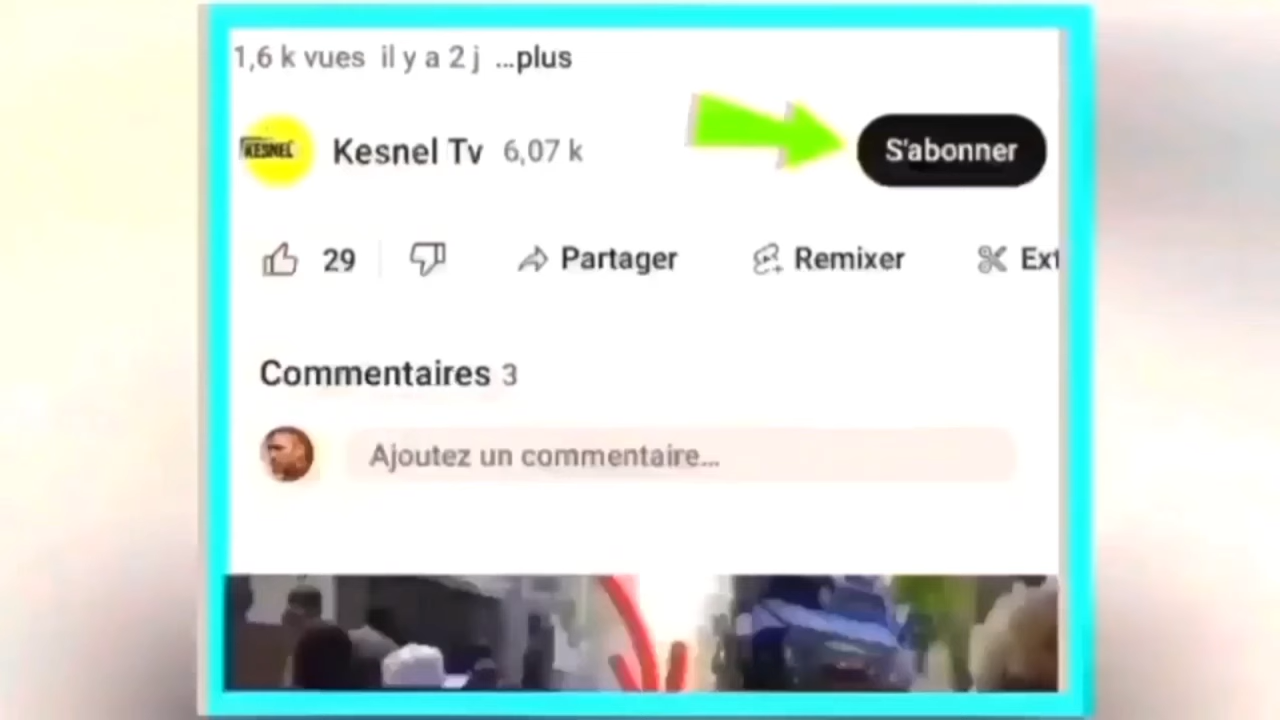 1,6 k vues il y a 2 j ...plus
KESNEL Kesnel Tv 6,07 k S'abonner
29 Partager Remixer Ext
Commentaires 3
Ajoutez un commentaire...